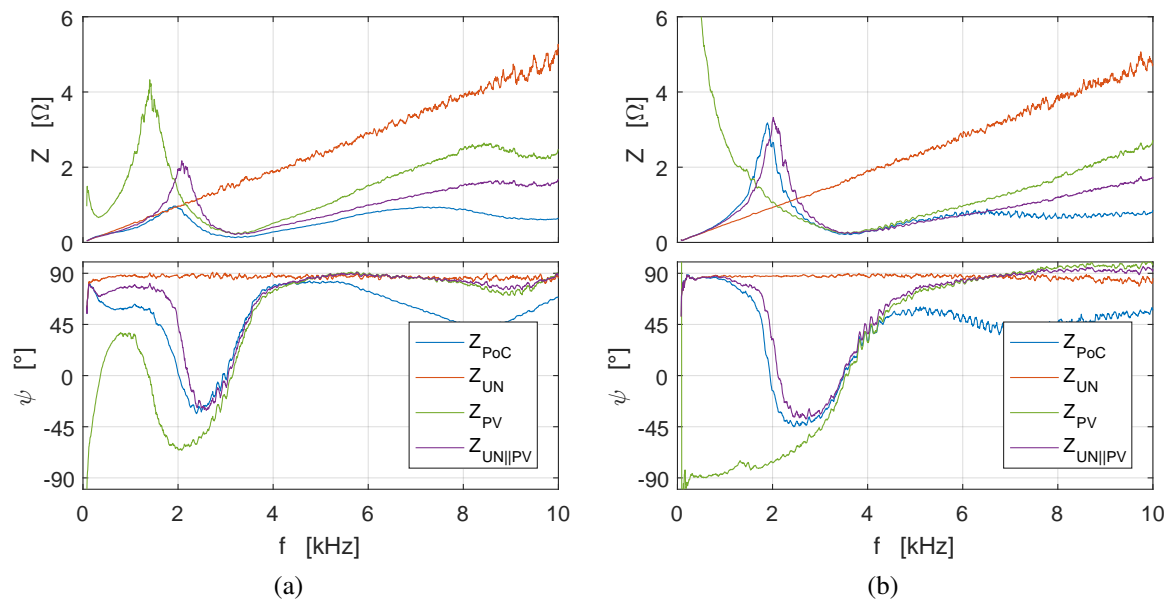 6
4
2
0
Z [Ω]
90
45
0
-45
-90
ψ [°]
Z_PoC
Z_UN
Z_PV
Z_UN||PV
0 2 4 6 8 10
f [kHz]
(a)
6
4
2
0
Z [Ω]
90
45
0
-45
-90
ψ [°]
Z_PoC
Z_UN
Z_PV
Z_UN||PV
0 2 4 6 8 10
f [kHz]
(b)